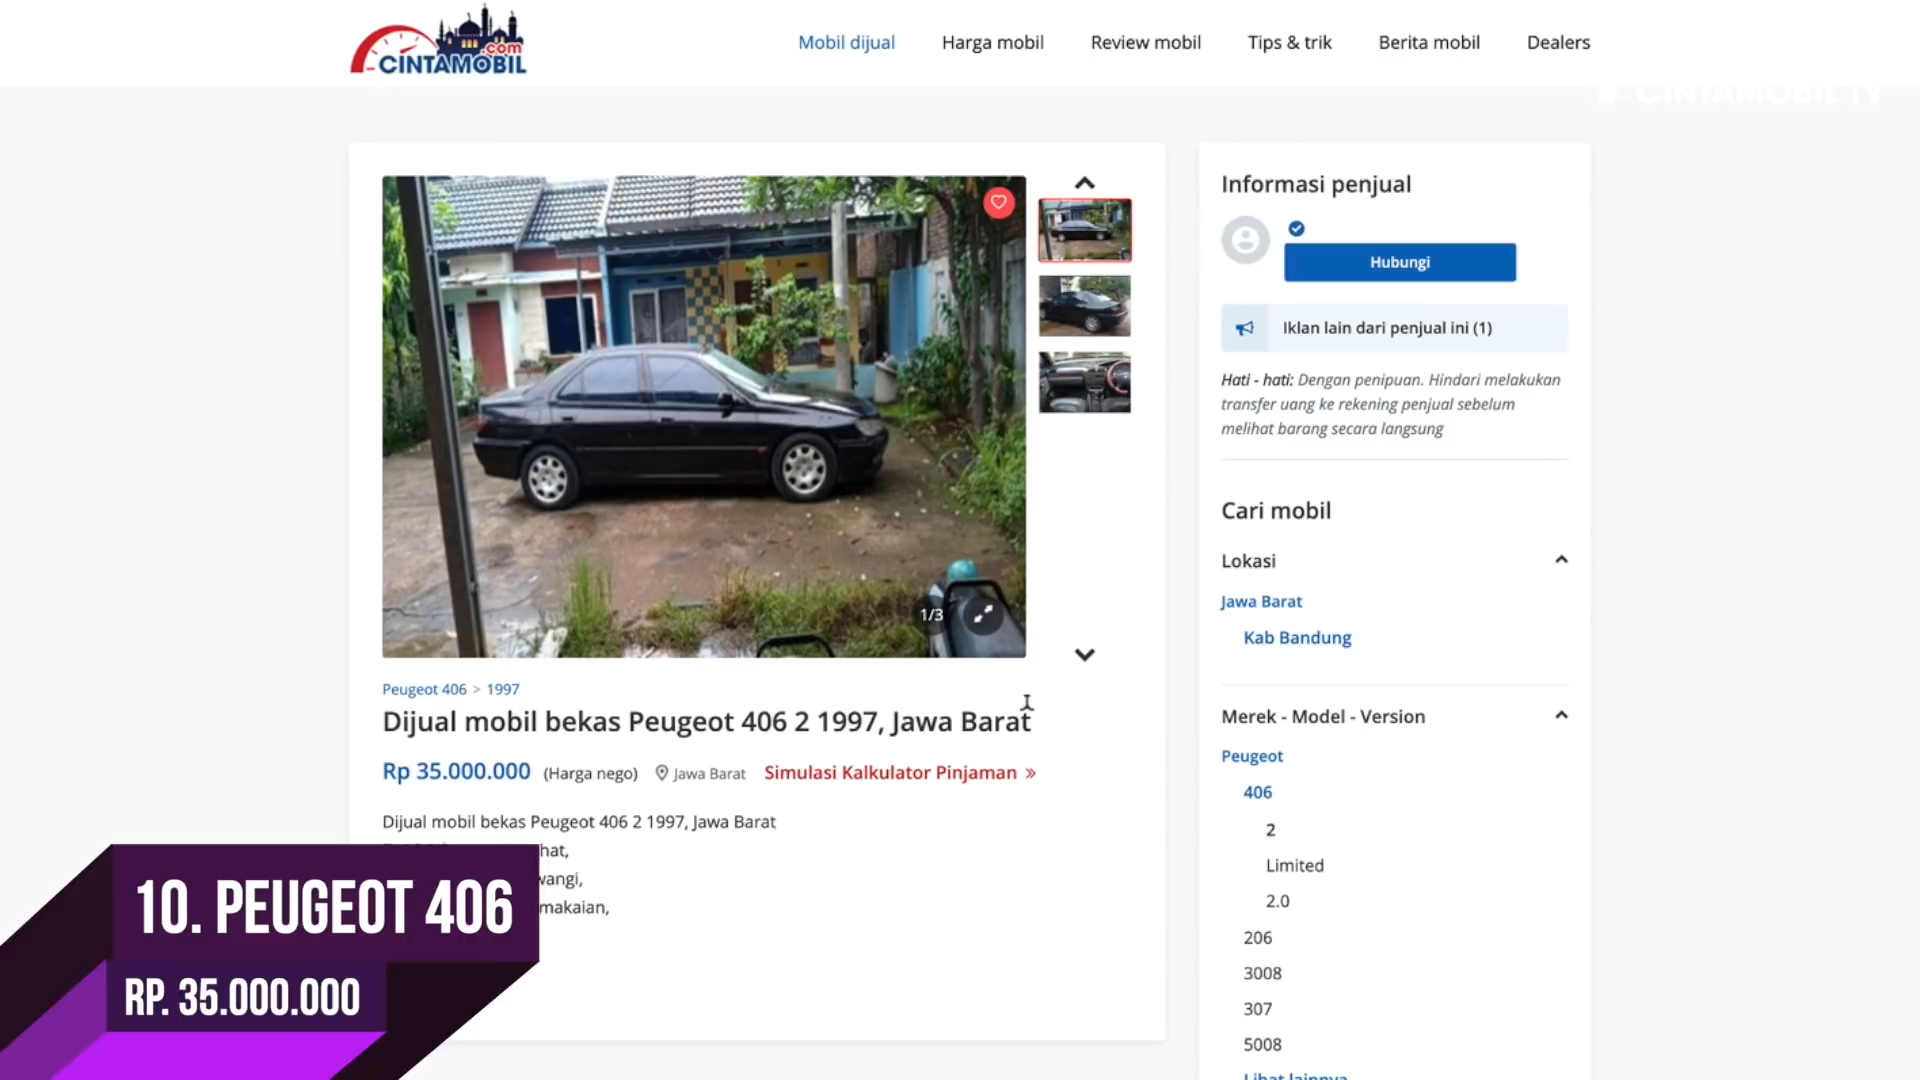 .com
CINTAMOBIL
Mobil dijual
Harga mobil
Review mobil
Tips & trik
Berita mobil
Dealers
CINTAMOBIL TV
1/3
Peugeot 406 > 1997
Dijual mobil bekas Peugeot 406 2 1997, Jawa Barat
Rp 35.000.000 (Harga nego) Jawa Barat Simulasi Kalkulator Pinjaman »
Dijual mobil bekas Peugeot 406 2 1997, Jawa Barat
hat,
wangi,
makaian,
10. PEUGEOT 406
RP. 35.000.000
Informasi penjual
Hubungi
Iklan lain dari penjual ini (1)
Hati - hati: Dengan penipuan. Hindari melakukan
transfer uang ke rekening penjual sebelum
melihat barang secara langsung
Cari mobil
Lokasi
Jawa Barat
Kab Bandung
Merek - Model - Version
Peugeot
406
2
Limited
2.0
206
3008
307
5008
Lihat lainnya